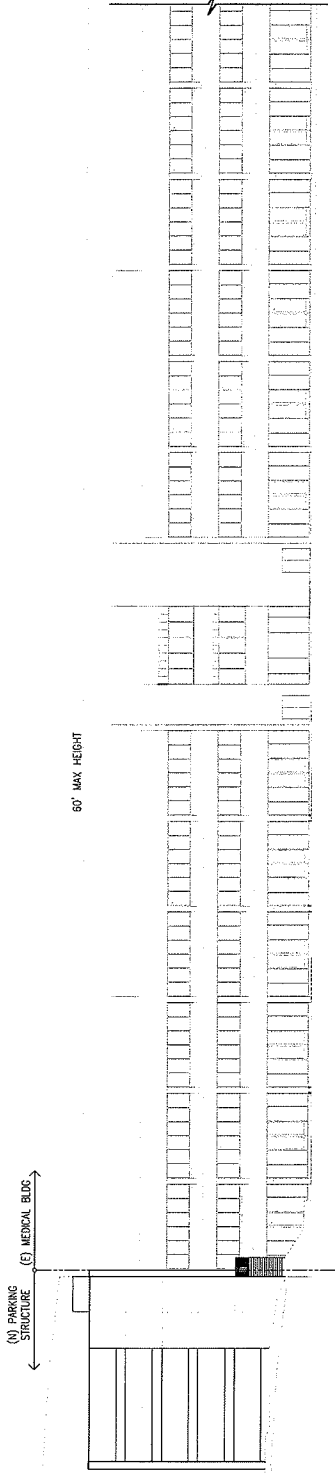 (N) PARKING
STRUCTURE
(E) MEDICAL BLDG
60' MAX HEIGHT